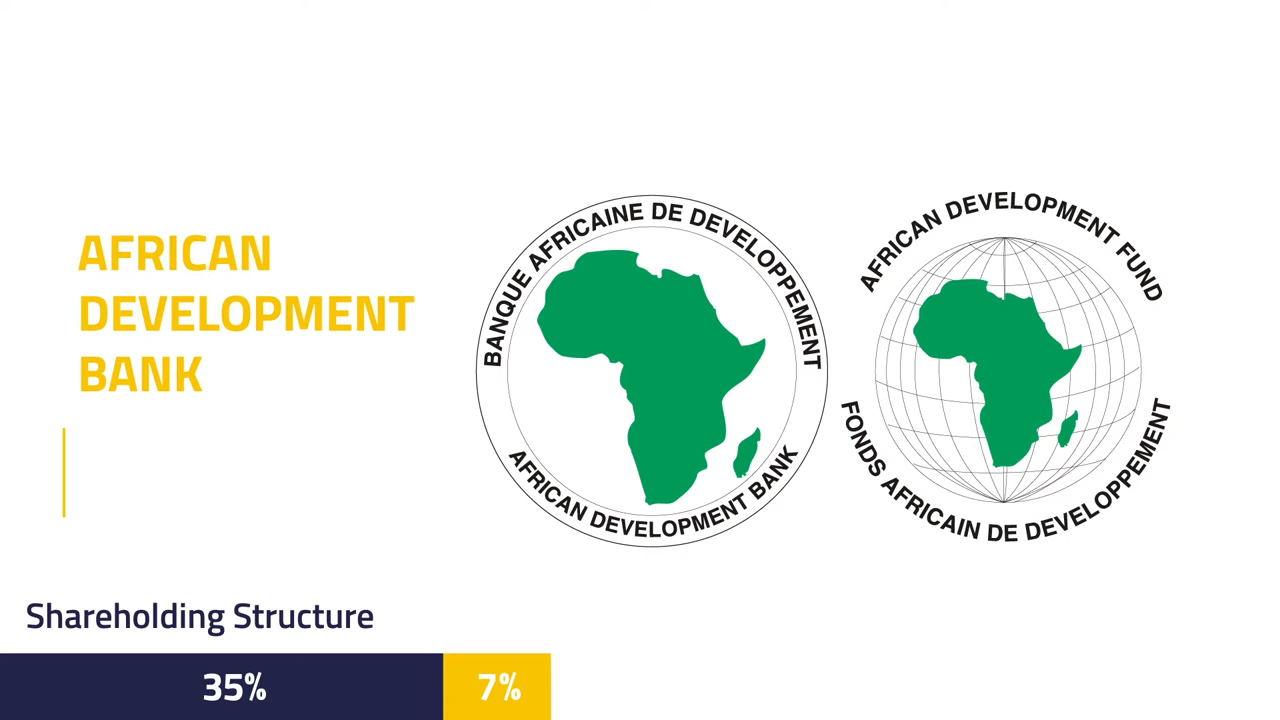 AFRICAN
DEVELOPMENT
BANK
BANQUE AFRICAINE DE DEVELOPPEMENT
AFRICAN DEVELOPMENT BANK
AFRICAN DEVELOPMENT FUND
FONDS AFRICAIN DE DEVELOPPEMENT
Shareholding Structure
35%
7%